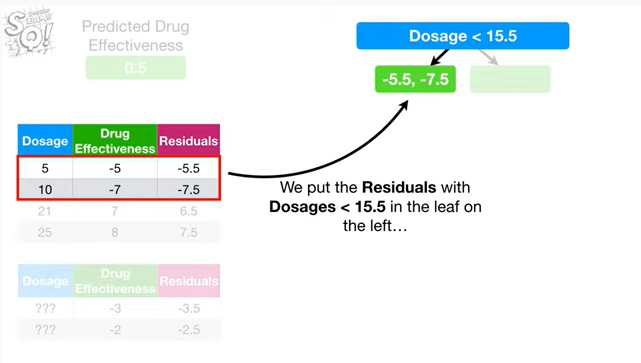 SQ!
Predicted Drug
Effectiveness
0.5
Dosage < 15.5
-5.5, -7.5
Dosage Drug Effectiveness Residuals
5 -5 -5.5
10 -7 -7.5
21 7 6.5
25 8 7.5
We put the Residuals with
Dosages < 15.5 in the leaf on
the left…
Dosage Drug Effectiveness Residuals
??? -3 -3.5
??? -2 -2.5